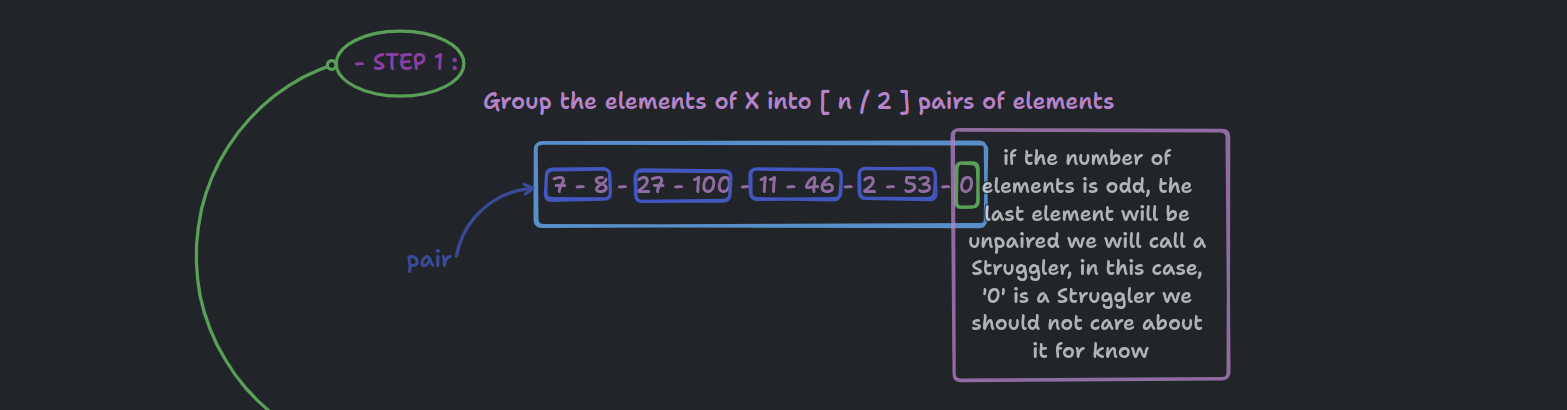 - STEP 1 :
Group the elements of X into [ n / 2 ] pairs of elements
7 - 8 - 27 - 100 - 11 - 46 - 2 - 53 - 0
pair
if the number of
elements is odd, the
last element will be
unpaired we will call a
Struggler, in this case,
'0' is a Struggler we
should not care about
it for know